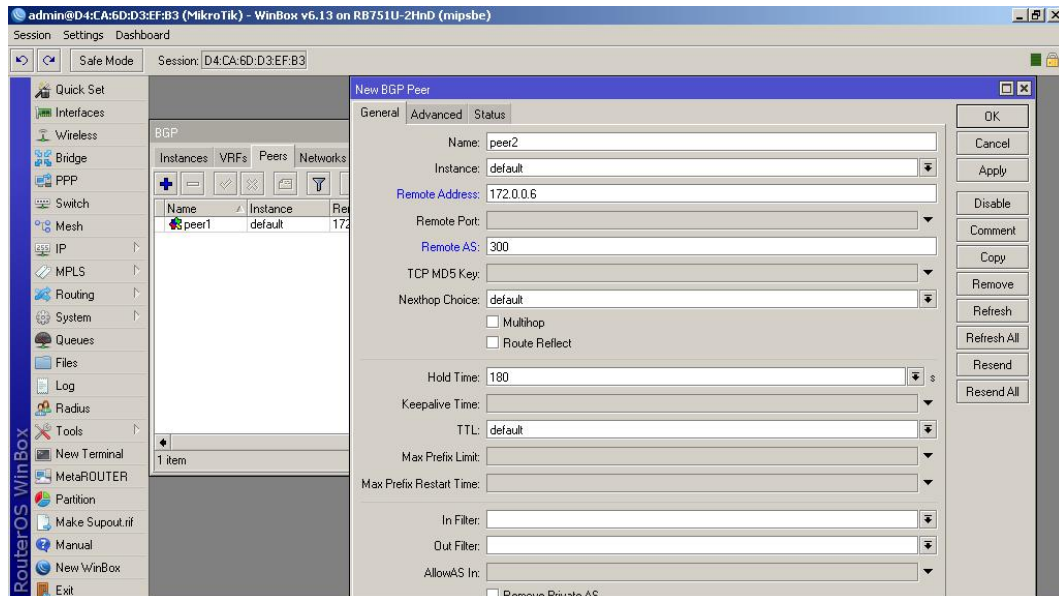 admin@D4:CA:6D:D3:EF:B3 (MikroTik) - WinBox v6.13 on RB751U-2HnD (mipsbe)
Session Settings Dashboard
Safe Mode Session: D4:CA:6D:D3:EF:B3
Quick Set
Interfaces
Wireless
Bridge
PPP
Switch
Mesh
IP
MPLS
Routing
System
Queues
Files
Log
Radius
Tools
New Terminal
MetaROUTER
Partition
Make Supout.rif
Manual
New WinBox
Exit
RouterOS WinBox
BGP
Instances VRFs Peers Networks
Name Instance
peer1 default 172
1 item
New BGP Peer
General Advanced Status
Name: peer2
Instance: default
Remote Address: 172.0.0.6
Remote Port:
Remote AS: 300
TCP MD5 Key:
Nexthop Choice: default
Multihop
Route Reflect
Hold Time: 180 s
Keepalive Time:
TTL: default
Max Prefix Limit:
Max Prefix Restart Time:
In Filter:
Out Filter:
AllowAS In:
Remove Private AS
OK
Cancel
Apply
Disable
Comment
Copy
Remove
Refresh
Refresh All
Resend
Resend All